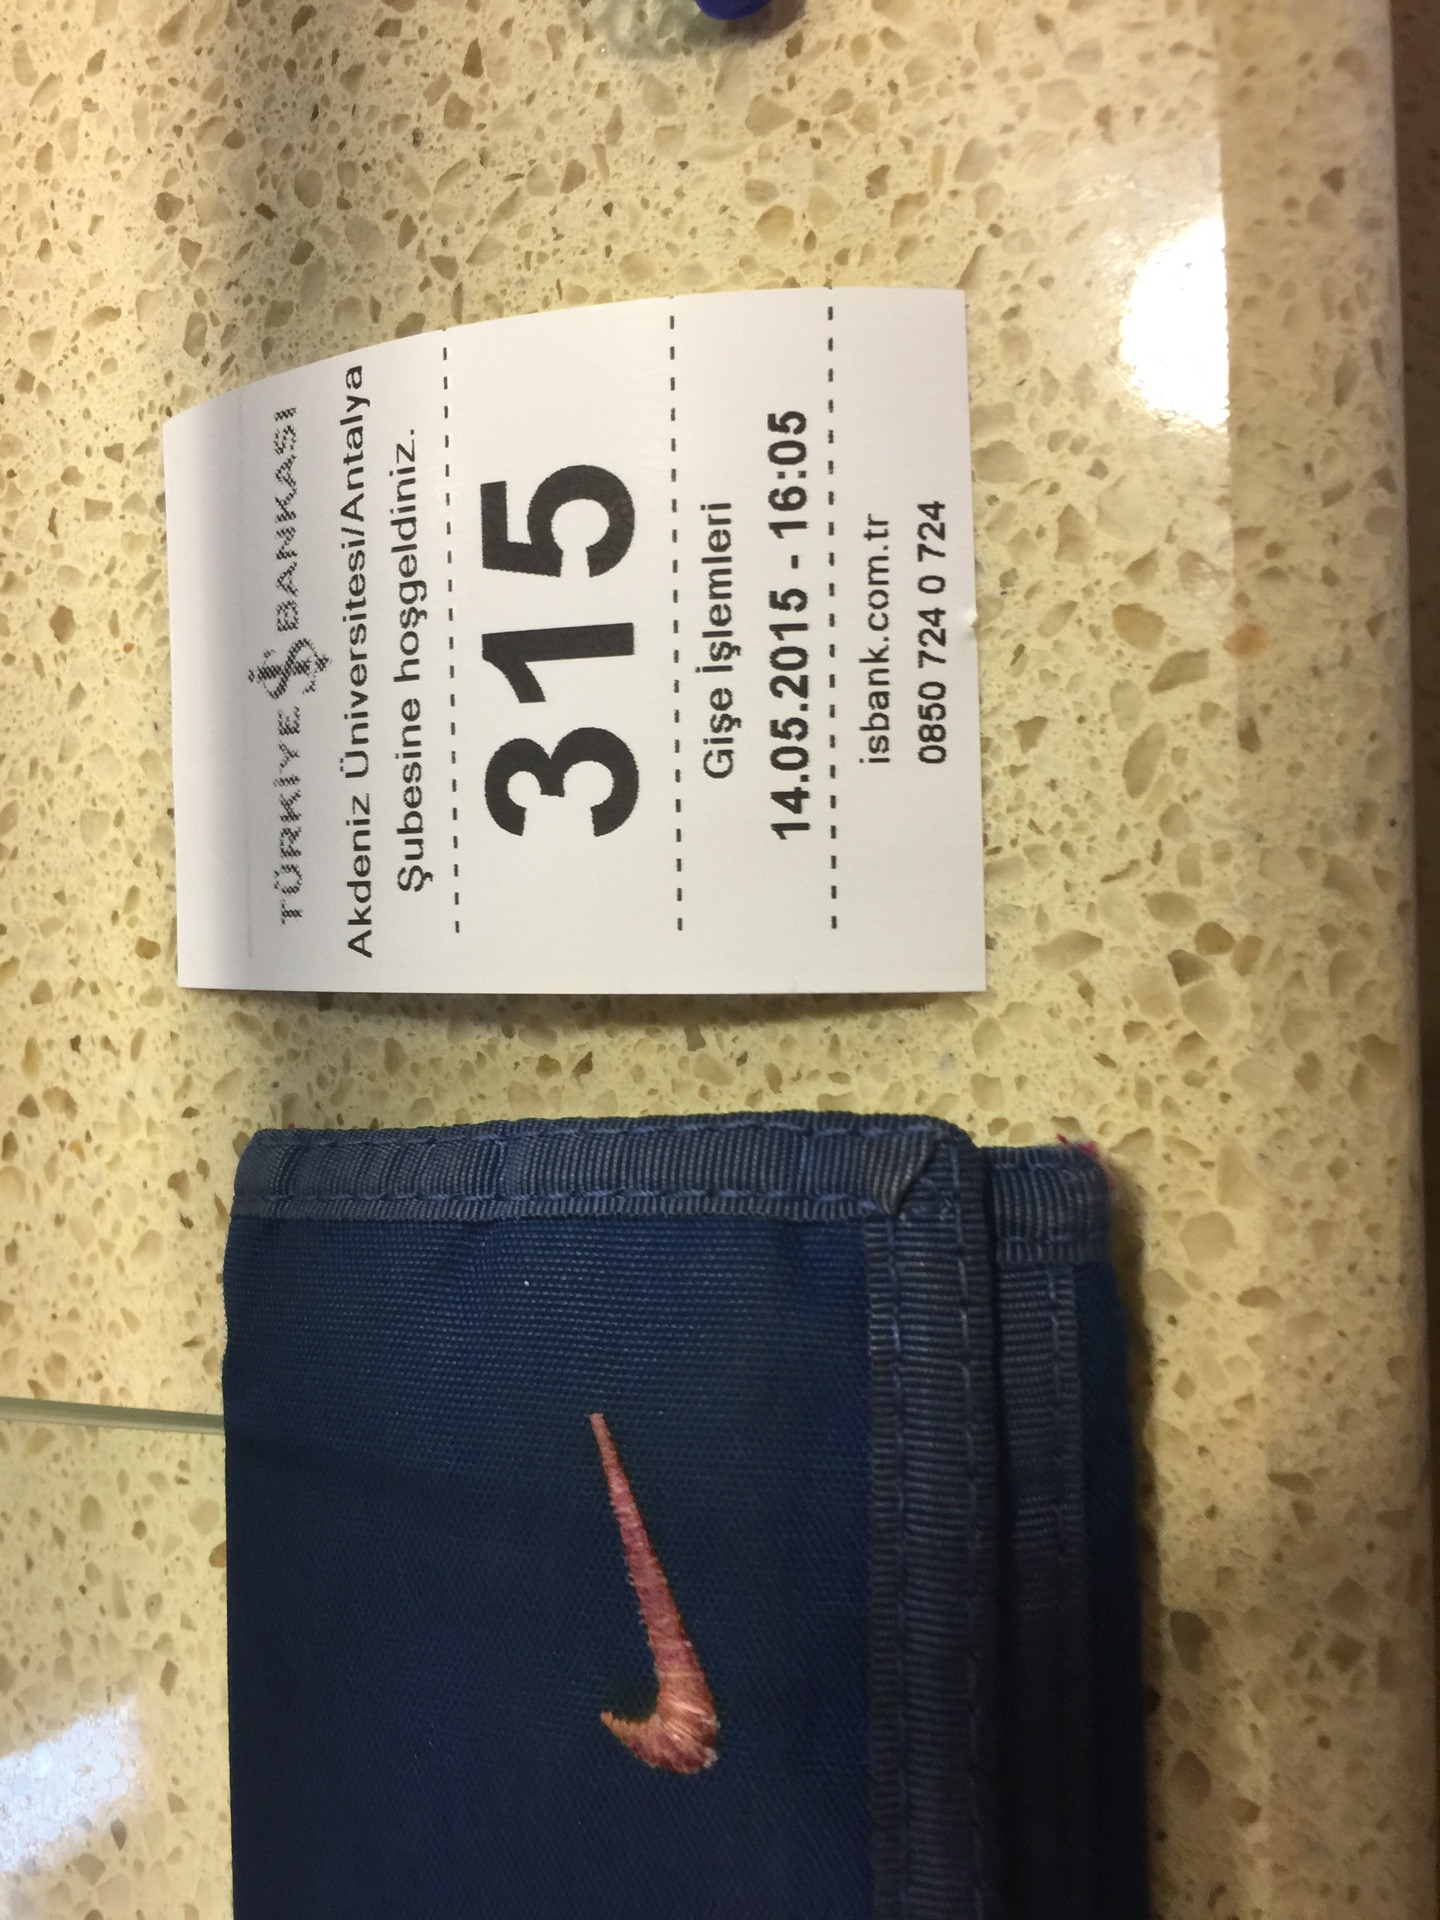 TÜRKİYE İŞ BANKASI
Akdeniz Üniversitesi/Antalya
Şubesine hoşgeldiniz.
315
Gişe İşlemleri
14.05.2015 - 16:05
isbank.com.tr
0850 724 0 724